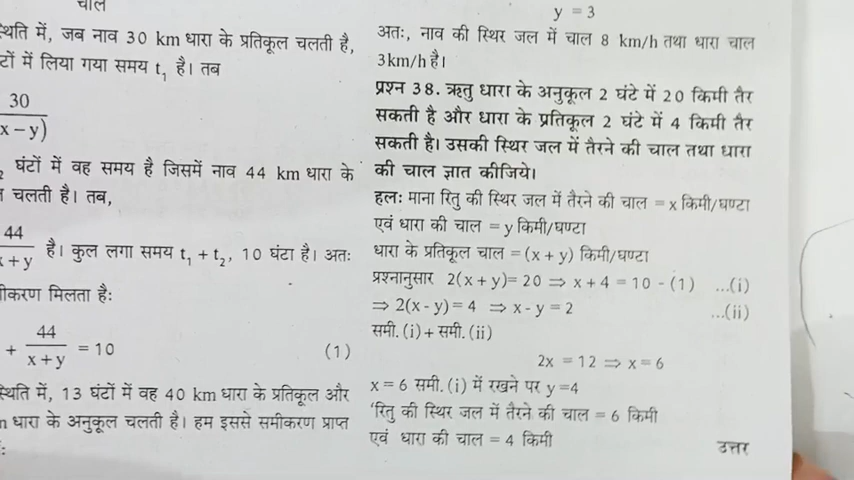 चाल
स्थिति में, जब नाव 30 km धारा के प्रतिकूल चलती है,
टों में लिया गया समय t₁ है। तब
30
x – y)
₂ घंटों में वह समय है जिसमें नाव 44 km धारा के
चलती है। तब,
44
x + y
है। कुल लगा समय t₁ + t₂, 10 घंटा है। अतः
ीकरण मिलता हैः
+ 44/(x+y) = 10 (1)
स्थिति में, 13 घंटों में वह 40 km धारा के प्रतिकूल और
m धारा के अनुकूल चलती है। हम इससे समीकरण प्राप्त
:
y = 3
अतः, नाव की स्थिर जल में चाल 8 km/h तथा धारा चाल
3km/h है।
प्रश्न 38. ऋतु धारा के अनुकूल 2 घंटे में 20 किमी तैर
सकती है और धारा के प्रतिकूल 2 घंटे में 4 किमी तैर
सकती है। उसकी स्थिर जल में तैरने की चाल तथा धारा
की चाल ज्ञात कीजिये।
हलः माना रितु की स्थिर जल में तैरने की चाल = x किमी/घण्टा
एवं धारा की चाल = y किमी/घण्टा
धारा के प्रतिकूल चाल = (x + y) किमी/घण्टा
प्रश्नानुसार 2(x + y)= 20 ⇒ x + 4 = 10 - (1) ...(i)
⇒ 2(x - y) = 4 ⇒ x - y = 2 ...(ii)
समी. (i) + समी. (ii)
2x = 12 ⇒ x = 6
x = 6 समी. (i) में रखने पर y =4
'रितु की स्थिर जल में तैरने की चाल = 6 किमी
एवं धारा की चाल = 4 किमी
उत्तर